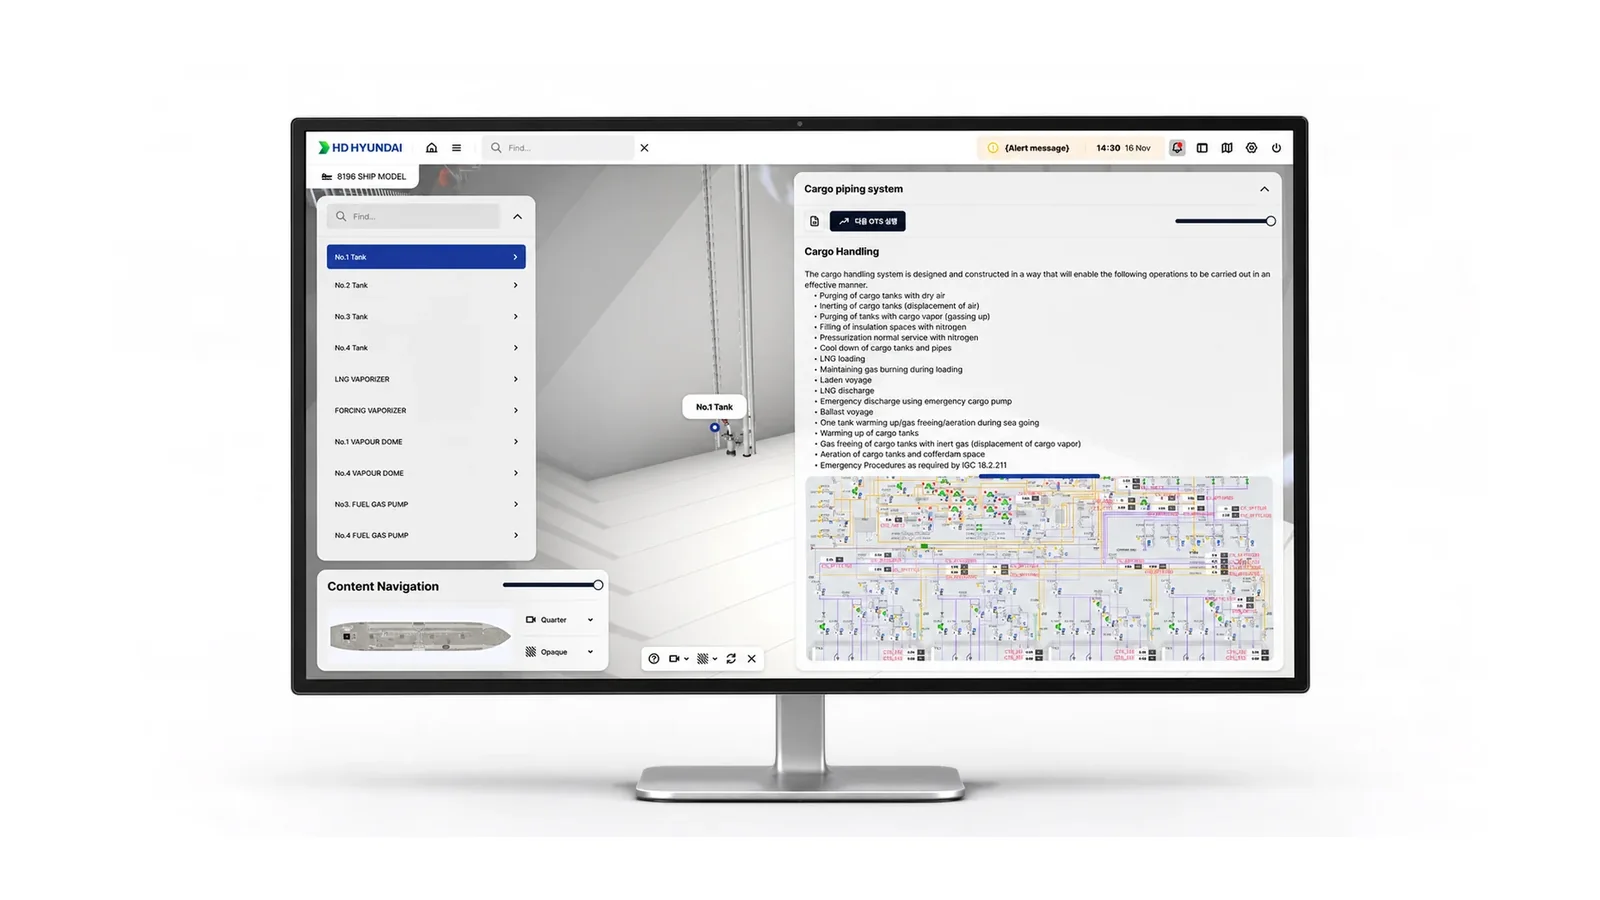 HD HYUNDAI
Find...
{Alert message}
14:30 16 Nov
8196 SHIP MODEL
Find...
No.1 Tank
No.2 Tank
No.3 Tank
No.4 Tank
LNG VAPORIZER
FORCING VAPORIZER
No.1 VAPOUR DOME
No.4 VAPOUR DOME
No3. FUEL GAS PUMP
No.4 FUEL GAS PUMP
Content Navigation
Quarter
Opaque
No.1 Tank
Cargo piping system
다음 OTS 실행
Cargo Handling
The cargo handling system is designed and constructed in a way that will enable the following operations to be carried out in an
effective manner.
• Purging of cargo tanks with dry air
• Inerting of cargo tanks (displacement of air)
• Purging of tanks with cargo vapor (gassing up)
• Filling of insulation spaces with nitrogen
• Pressurization normal service with nitrogen
• Cool down of cargo tanks and pipes
• LNG loading
• Maintaining gas burning during loading
• Laden voyage
• LNG discharge
• Emergency discharge using emergency cargo pump
• Ballast voyage
• One tank warming up/gas freeing/aeration during sea going
• Warming up of cargo tanks
• Gas freeing of cargo tanks with inert gas (displacement of cargo vapor)
• Aeration of cargo tanks and cofferdam space
• Emergency Procedures as required by IGC 18.2.211